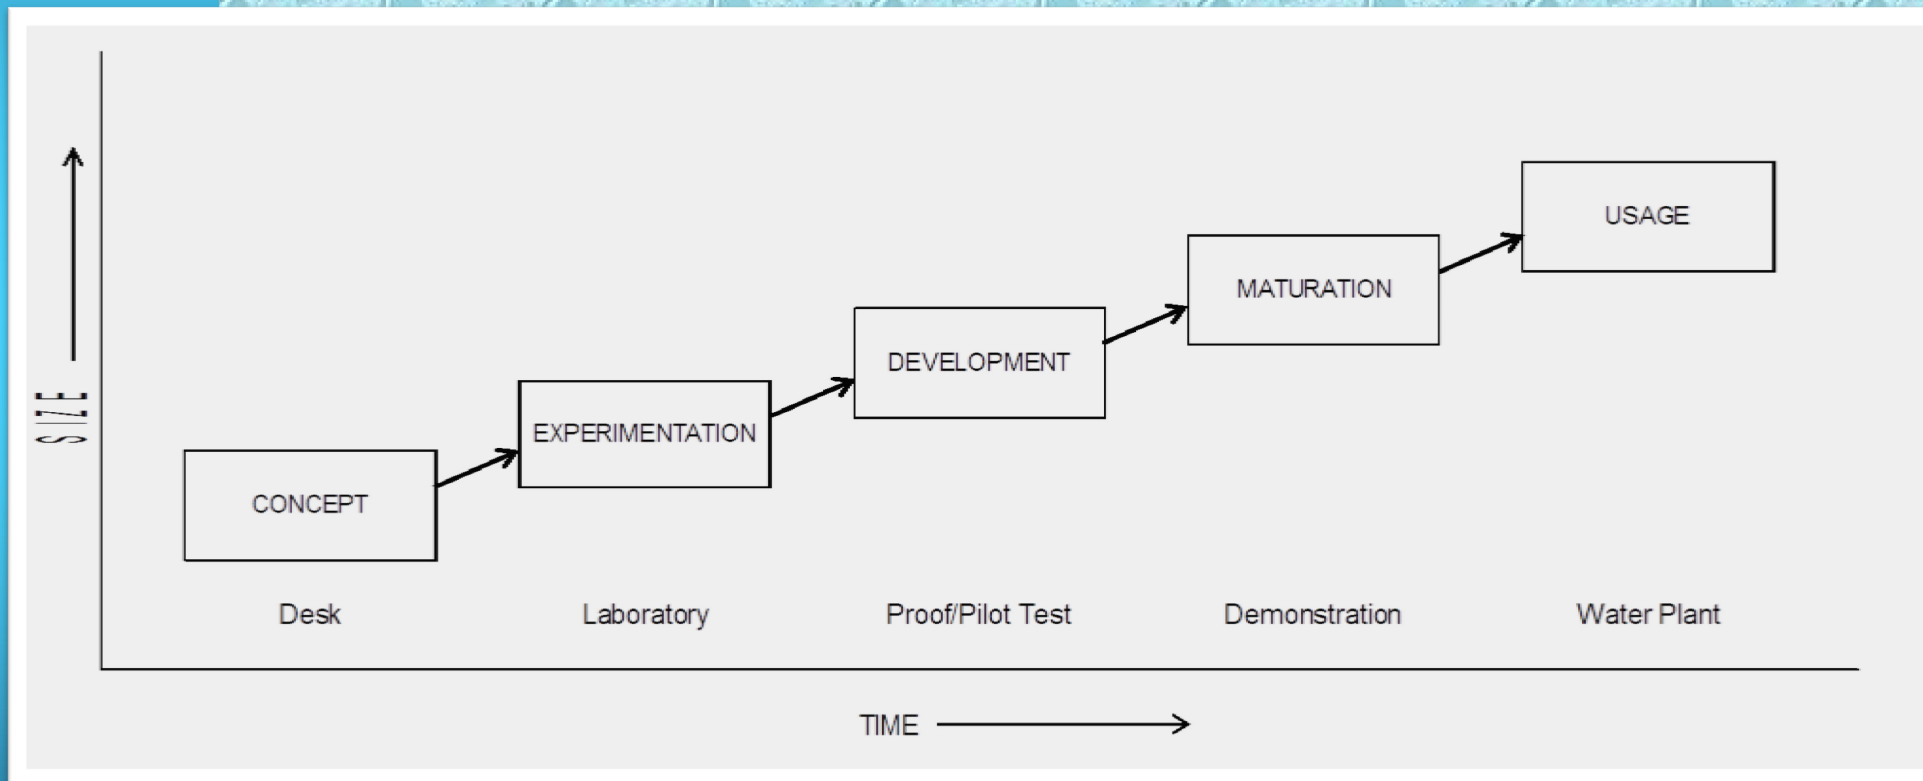 SIZE
USAGE
MATURATION
DEVELOPMENT
EXPERIMENTATION
CONCEPT
Desk Laboratory Proof/Pilot Test Demonstration Water Plant
TIME